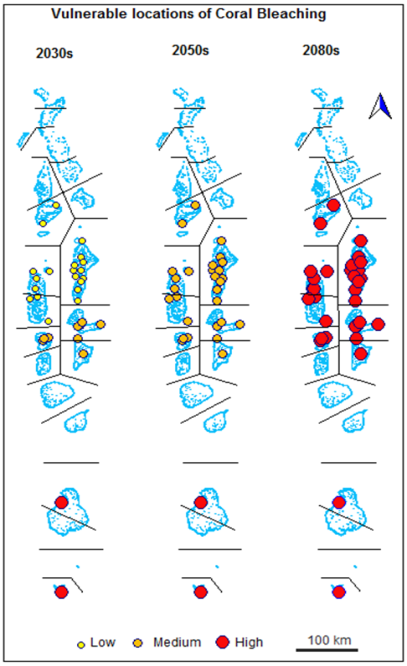 Vulnerable locations of Coral Bleaching
2030s 2050s 2080s
Low Medium High 100 km